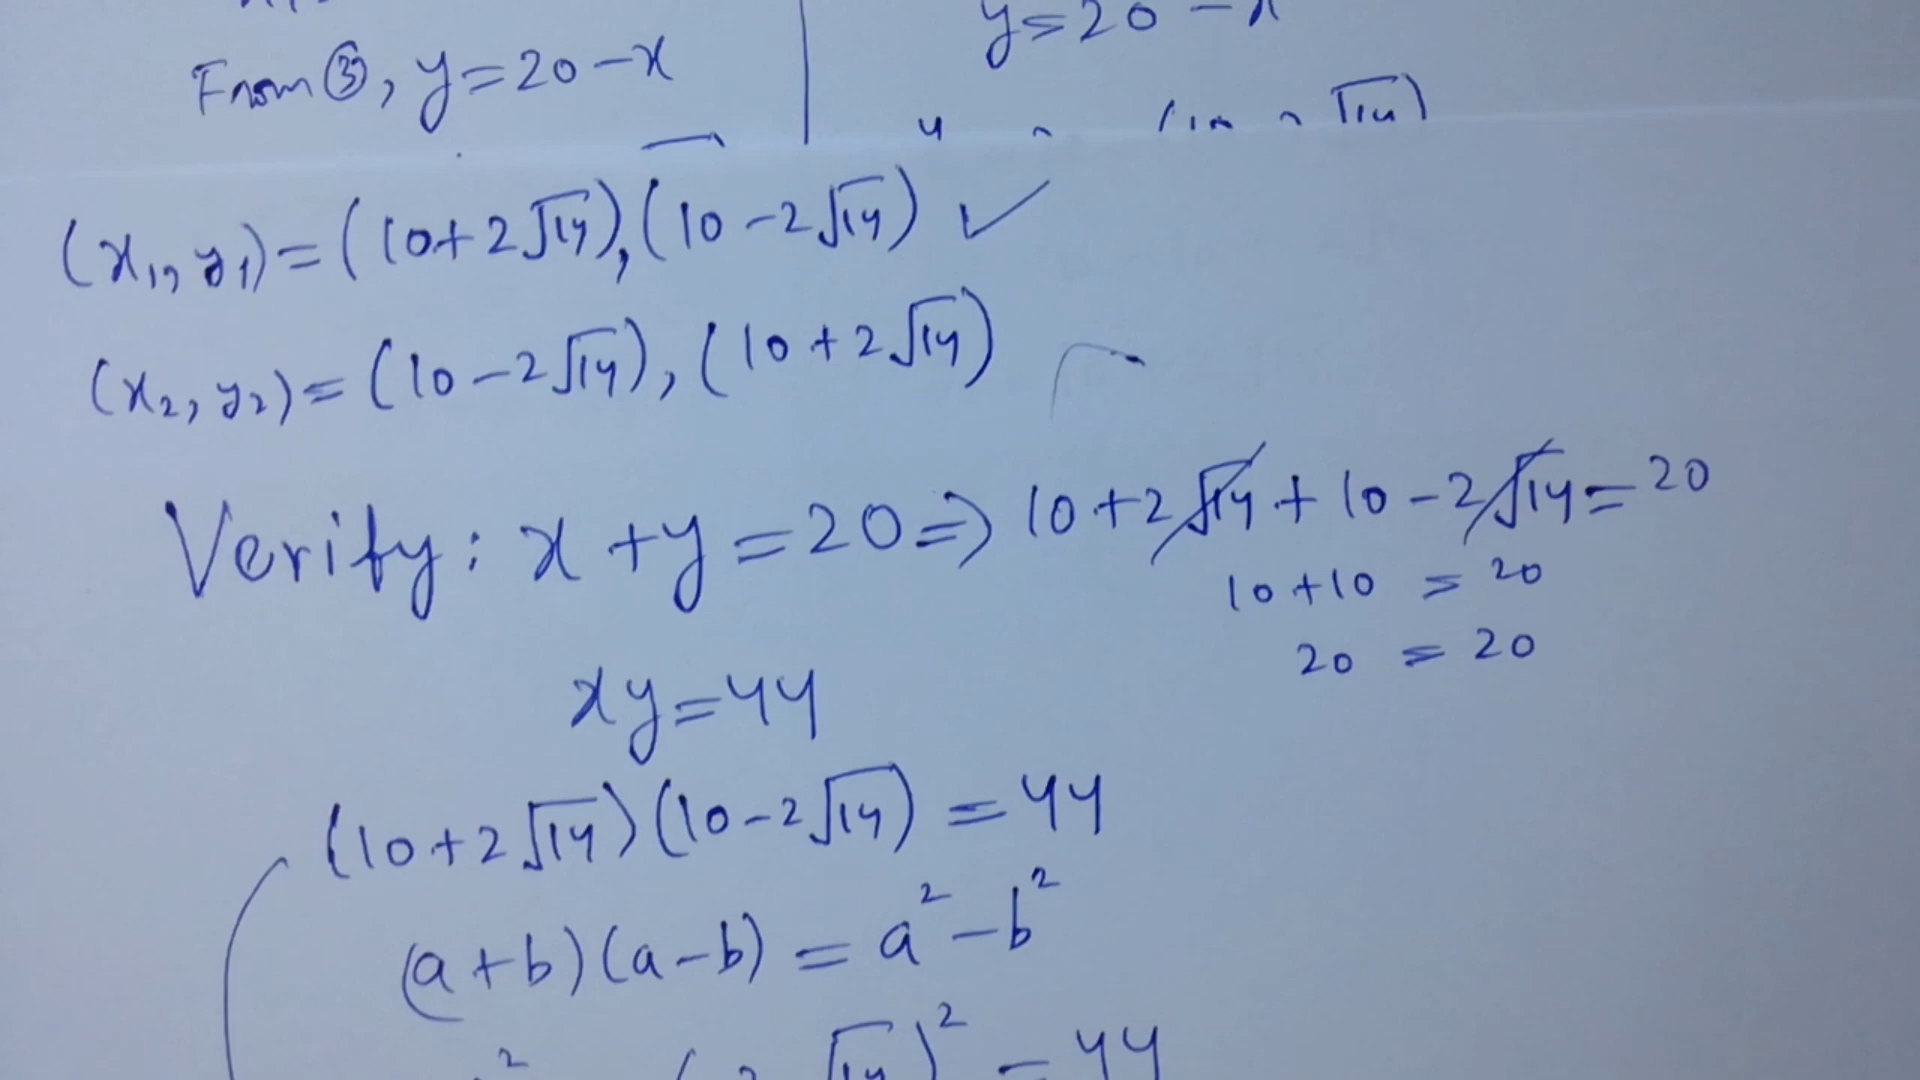 From ③, y=20-x
y=20-x
(x₁, y₁)=(10+2√14),(10-2√14) ✓
(x₂, y₂)=(10-2√14),(10+2√14)
Verify: x+y=20⇒ 10+2√14+10-2√14=20
10+10 = 20
20 = 20
xy=44
(10+2√14)(10-2√14)=44
(a+b)(a-b)=a²-b²